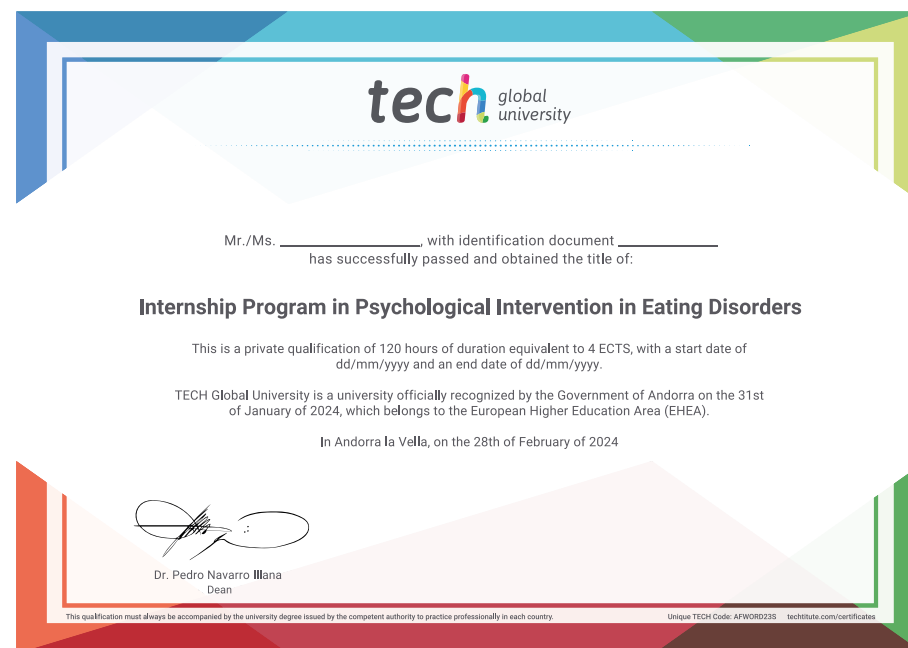 tech global
university
Mr./Ms. ____________, with identification document ____________
has successfully passed and obtained the title of:
Internship Program in Psychological Intervention in Eating Disorders
This is a private qualification of 120 hours of duration equivalent to 4 ECTS, with a start date of
dd/mm/yyyy and an end date of dd/mm/yyyy.
TECH Global University is a university officially recognized by the Government of Andorra on the 31st
of January of 2024, which belongs to the European Higher Education Area (EHEA).
In Andorra la Vella, on the 28th of February of 2024
Dr. Pedro Navarro Illana
Dean
This qualification must always be accompanied by the university degree issued by the competent authority to practice professionally in each country.
Unique TECH Code: AFWORD23S techtitute.com/certificates